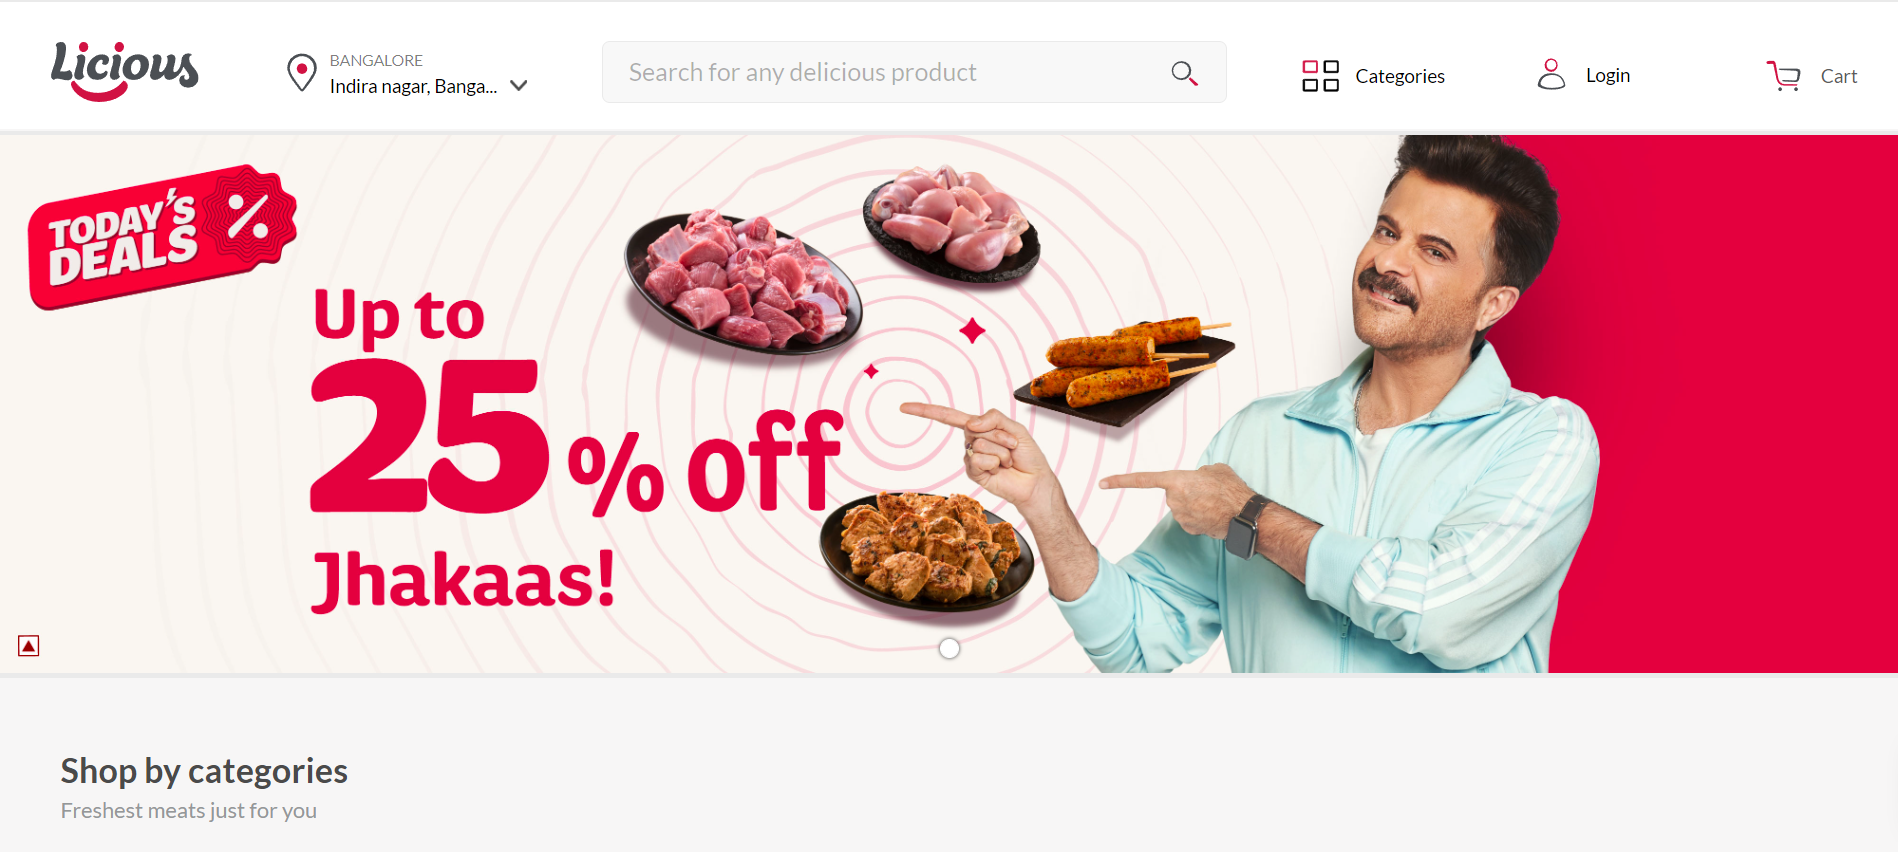 Licious
BANGALORE
Indira nagar, Banga...
Search for any delicious product
Categories
Login
Cart
TODAY'S
DEALS
%
Up to
25% off
Jhakaas!
Shop by categories
Freshest meats just for you